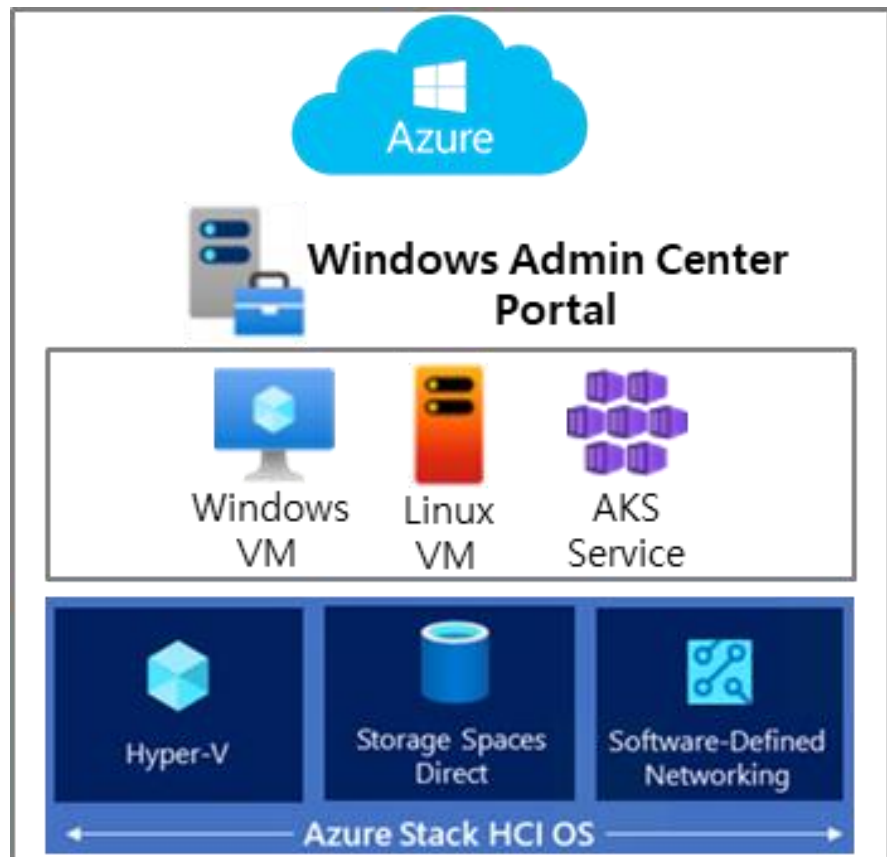 Azure
Windows Admin Center
Portal
Windows
VM
Linux
VM
AKS
Service
Hyper-V
Storage Spaces
Direct
Software-Defined
Networking
Azure Stack HCI OS